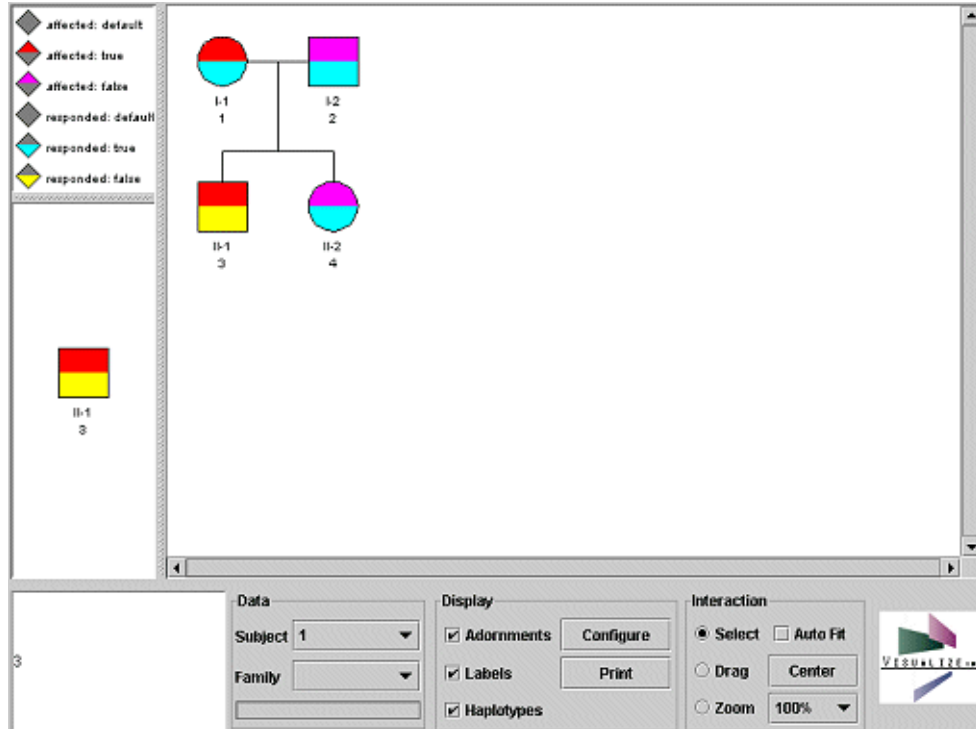 affected: default
affected: true
affected: false
responded: default
responded: true
responded: false
I-1
1
I-2
2
II-1
3
II-2
4
II-1
3
3
Data
Subject 1
Family
Display
Adornments Configure
Labels Print
Haplotypes
Interaction
Select Auto Fit
Drag Center
Zoom 100%